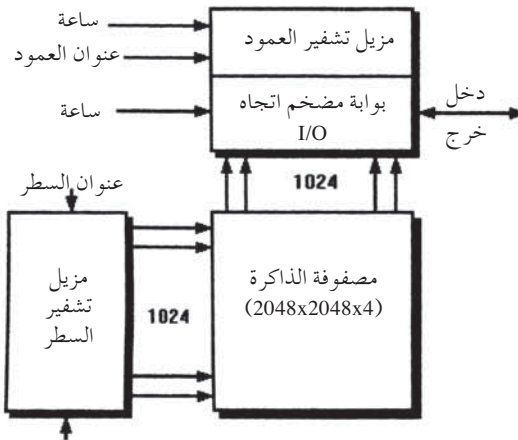 ساعة
مزيل تشفير العمود
عنوان العمود
بوابة مضخم اتجاه
I/O
ساعة
دخل
خرج
1024
عنوان السطر
مزيل
تشفير
السطر
1024
مصفوفة الذاكرة
(2048x2048x4)